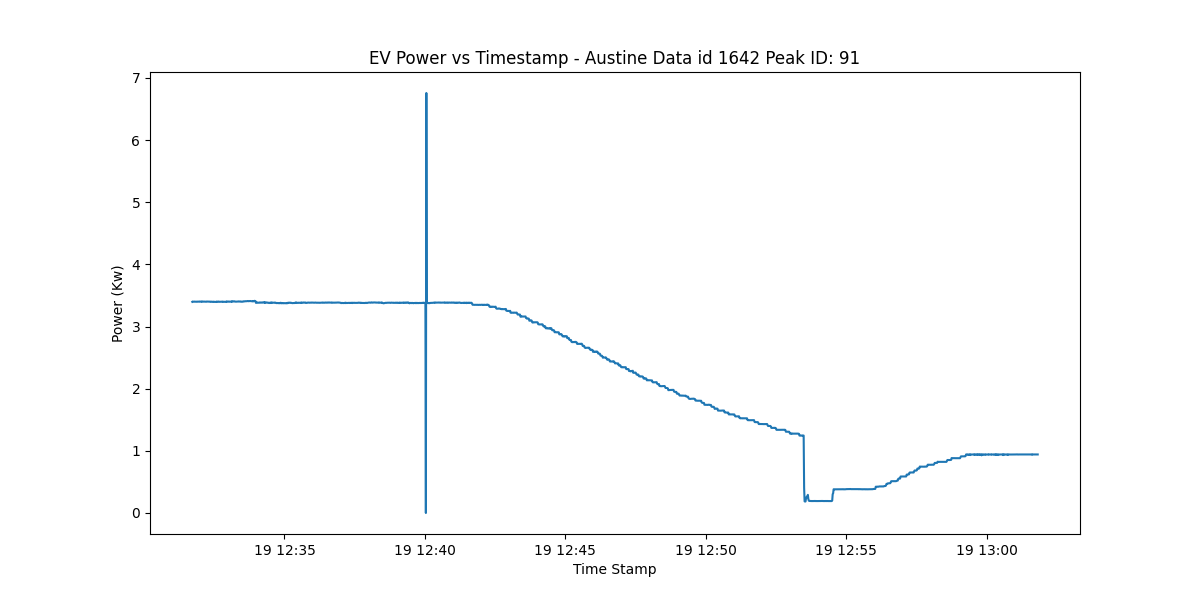 EV Power vs Timestamp - Austine Data id 1642 Peak ID: 91
7
6
5
4
3
2
1
0
Power (Kw)
19 12:35 19 12:40 19 12:45 19 12:50 19 12:55 19 13:00
Time Stamp